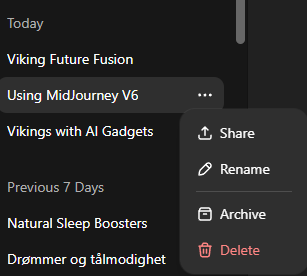 Today
Viking Future Fusion
Using MidJourney V6
Vikings with AI Gadgets
Share
Rename
Previous 7 Days
Archive
Natural Sleep Boosters
Delete
Drømmer og tålmodighet